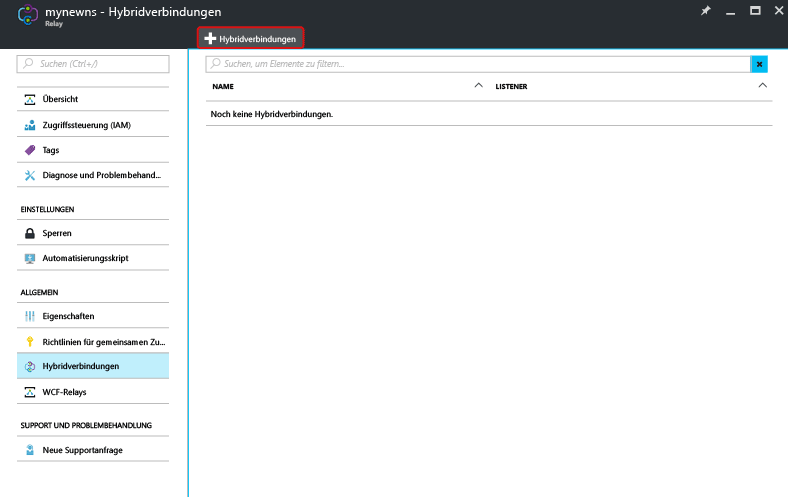 mynewns - Hybridverbindungen
Relay
Hybridverbindungen
Suchen (Ctrl+/)
Übersicht
Zugriffssteuerung (IAM)
Tags
Diagnose und Problembehand...
EINSTELLUNGEN
Sperren
Automatisierungsskript
ALLGEMEIN
Eigenschaften
Richtlinien für gemeinsamen Zu...
Hybridverbindungen
WCF-Relays
SUPPORT UND PROBLEMBEHANDLUNG
Neue Supportanfrage
Suchen, um Elemente zu filtern...
NAME LISTENER
Noch keine Hybridverbindungen.